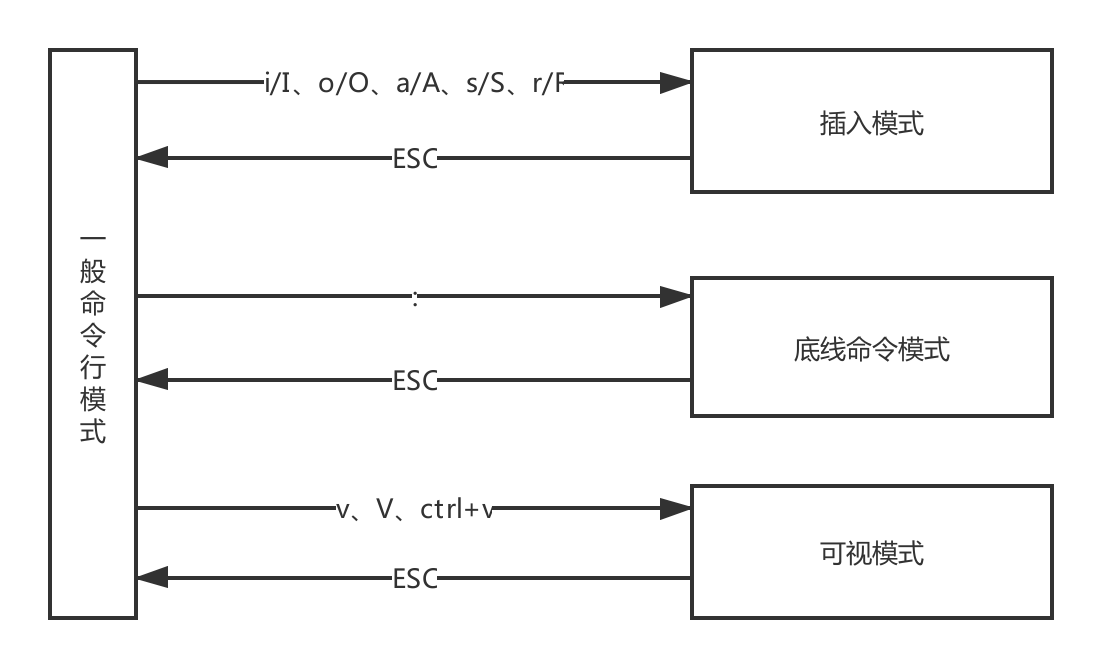 i/I、o/O、a/A、s/S、r/
插入模式
ESC
一般命令行模式
:
底线命令模式
ESC
v、V、ctrl+v
可视模式
ESC